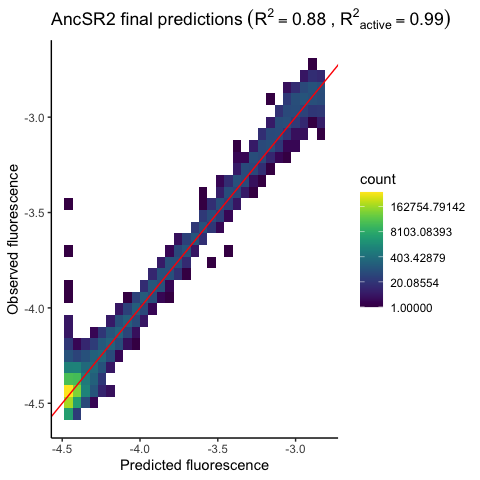 AncSR2 final predictions (R² = 0.88 , R²active = 0.99)
Observed fluorescence
-3.0
-3.5
-4.0
-4.5
-4.5 -4.0 -3.5 -3.0
Predicted fluorescence
count
162754.79142
8103.08393
403.42879
20.08554
1.00000